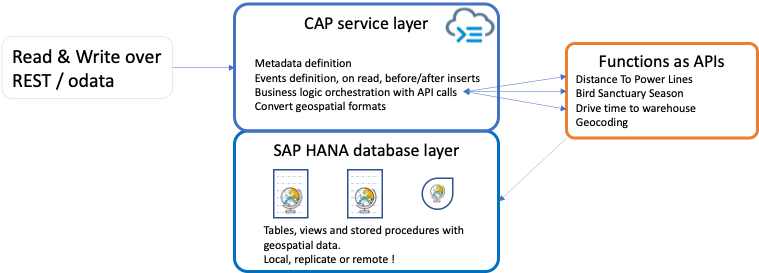 Read & Write over
REST / odata
CAP service layer
Metadata definition
Events definition, on read, before/after inserts
Business logic orchestration with API calls
Convert geospatial formats
Functions as APIs
Distance To Power Lines
Bird Sanctuary Season
Drive time to warehouse
Geocoding
SAP HANA database layer
Tables, views and stored procedures with
geospatial data.
Local, replicate or remote !